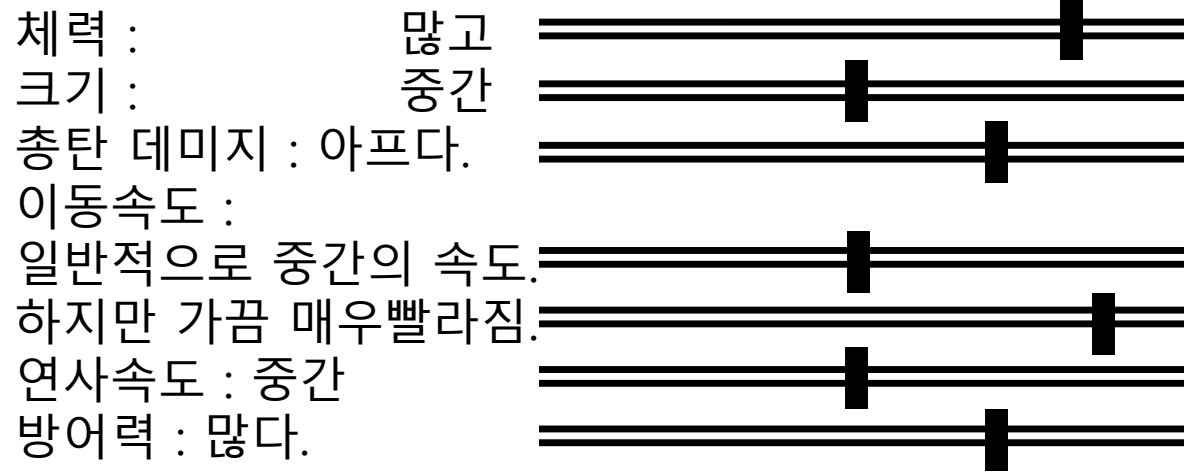 체력 : 많고
크기 : 중간
총탄 데미지 : 아프다.
이동속도 :
일반적으로 중간의 속도.
하지만 가끔 매우빨라짐.
연사속도 : 중간
방어력 : 많다.